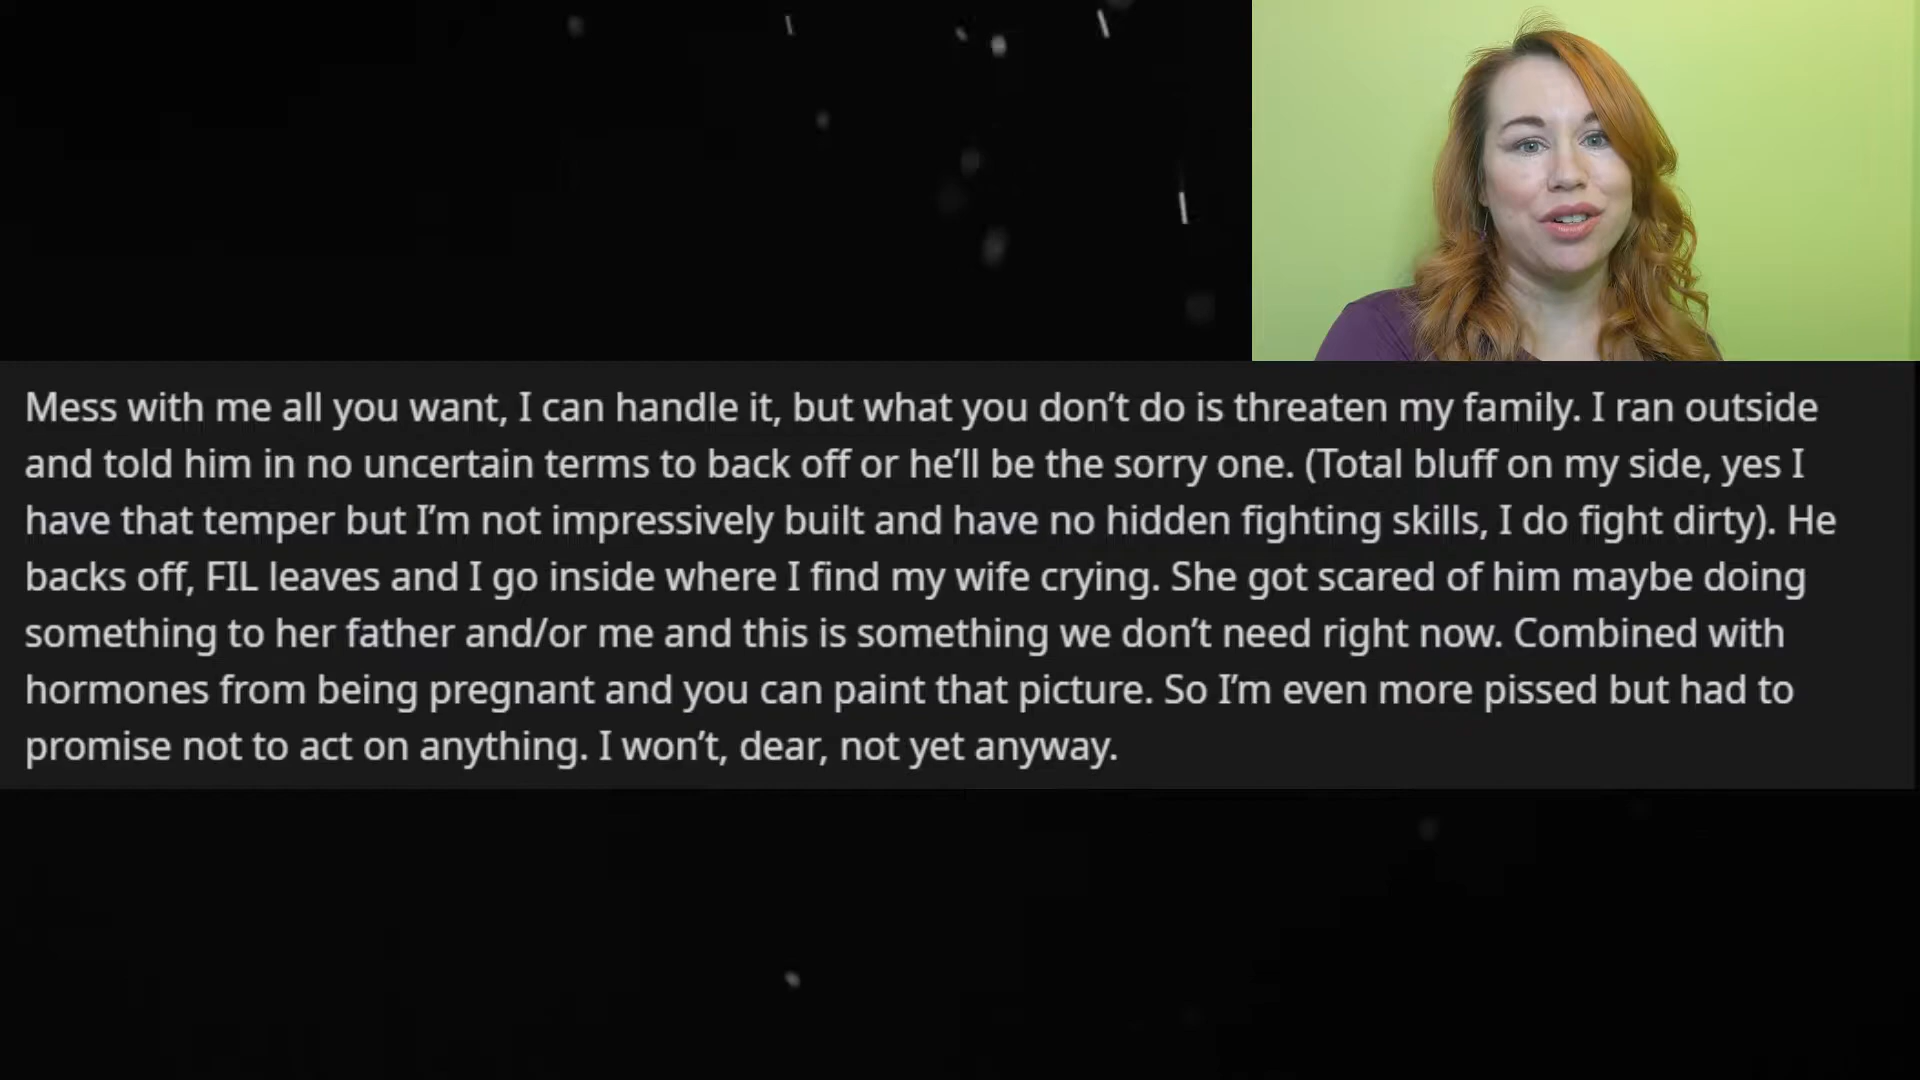 Mess with me all you want, I can handle it, but what you don’t do is threaten my family. I ran outside
and told him in no uncertain terms to back off or he’ll be the sorry one. (Total bluff on my side, yes I
have that temper but I’m not impressively built and have no hidden fighting skills, I do fight dirty). He
backs off, FIL leaves and I go inside where I find my wife crying. She got scared of him maybe doing
something to her father and/or me and this is something we don’t need right now. Combined with
hormones from being pregnant and you can paint that picture. So I’m even more pissed but had to
promise not to act on anything. I won’t, dear, not yet anyway.